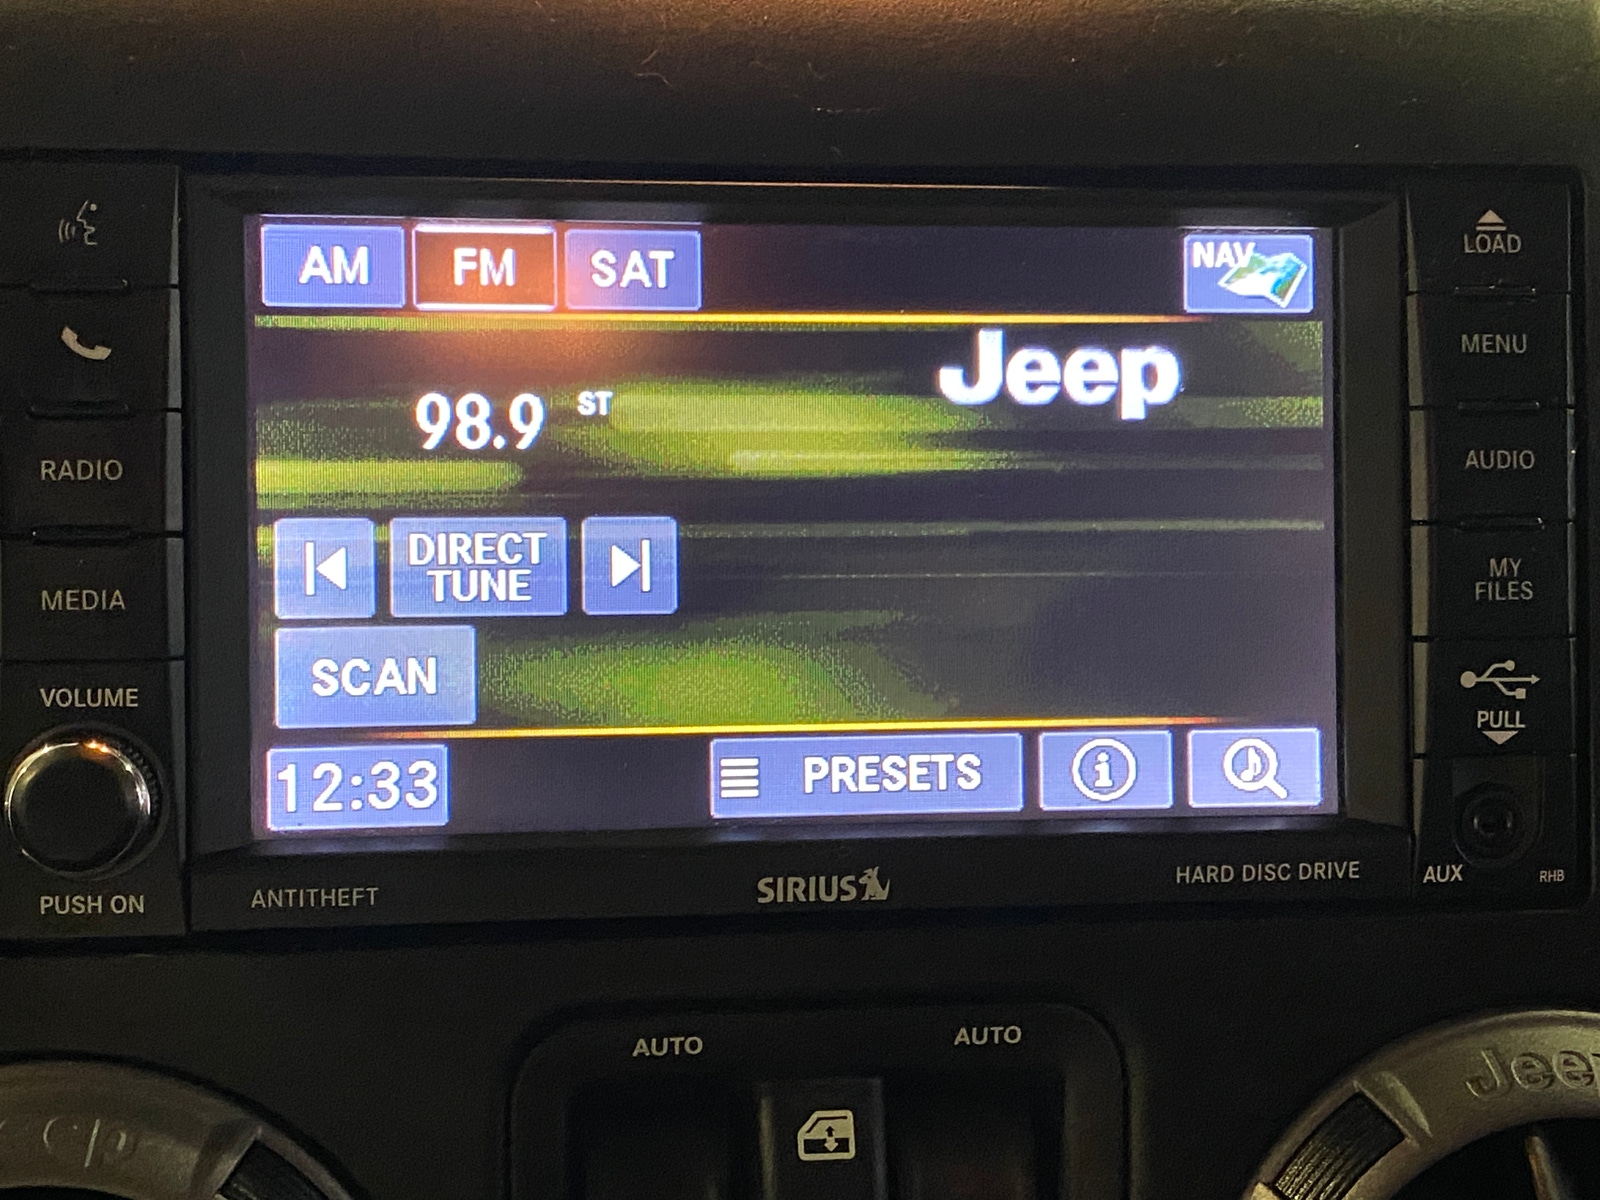 AM
FM
SAT
NAV
Jeep
98.9 ST
DIRECT
TUNE
SCAN
12:33
PRESETS
i
RADIO
MEDIA
VOLUME
PUSH ON
LOAD
MENU
AUDIO
MY
FILES
PULL
AUX
RHB
ANTITHEFT
SIRIUS
HARD DISC DRIVE
AUTO
AUTO
eep
Jeep